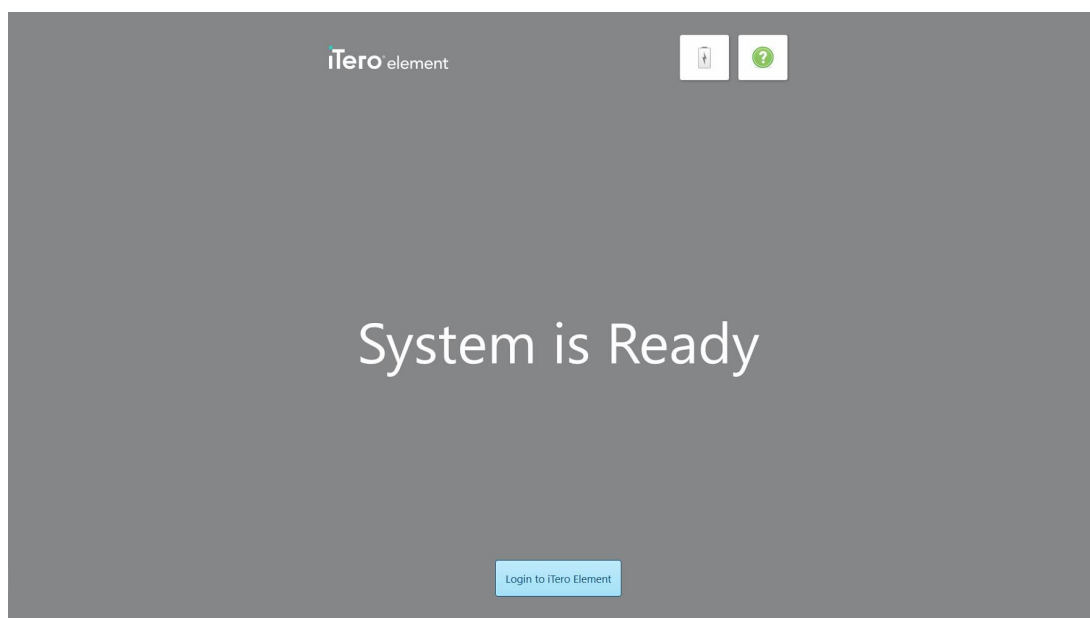 iTero element
?
System is Ready
Login to iTero Element